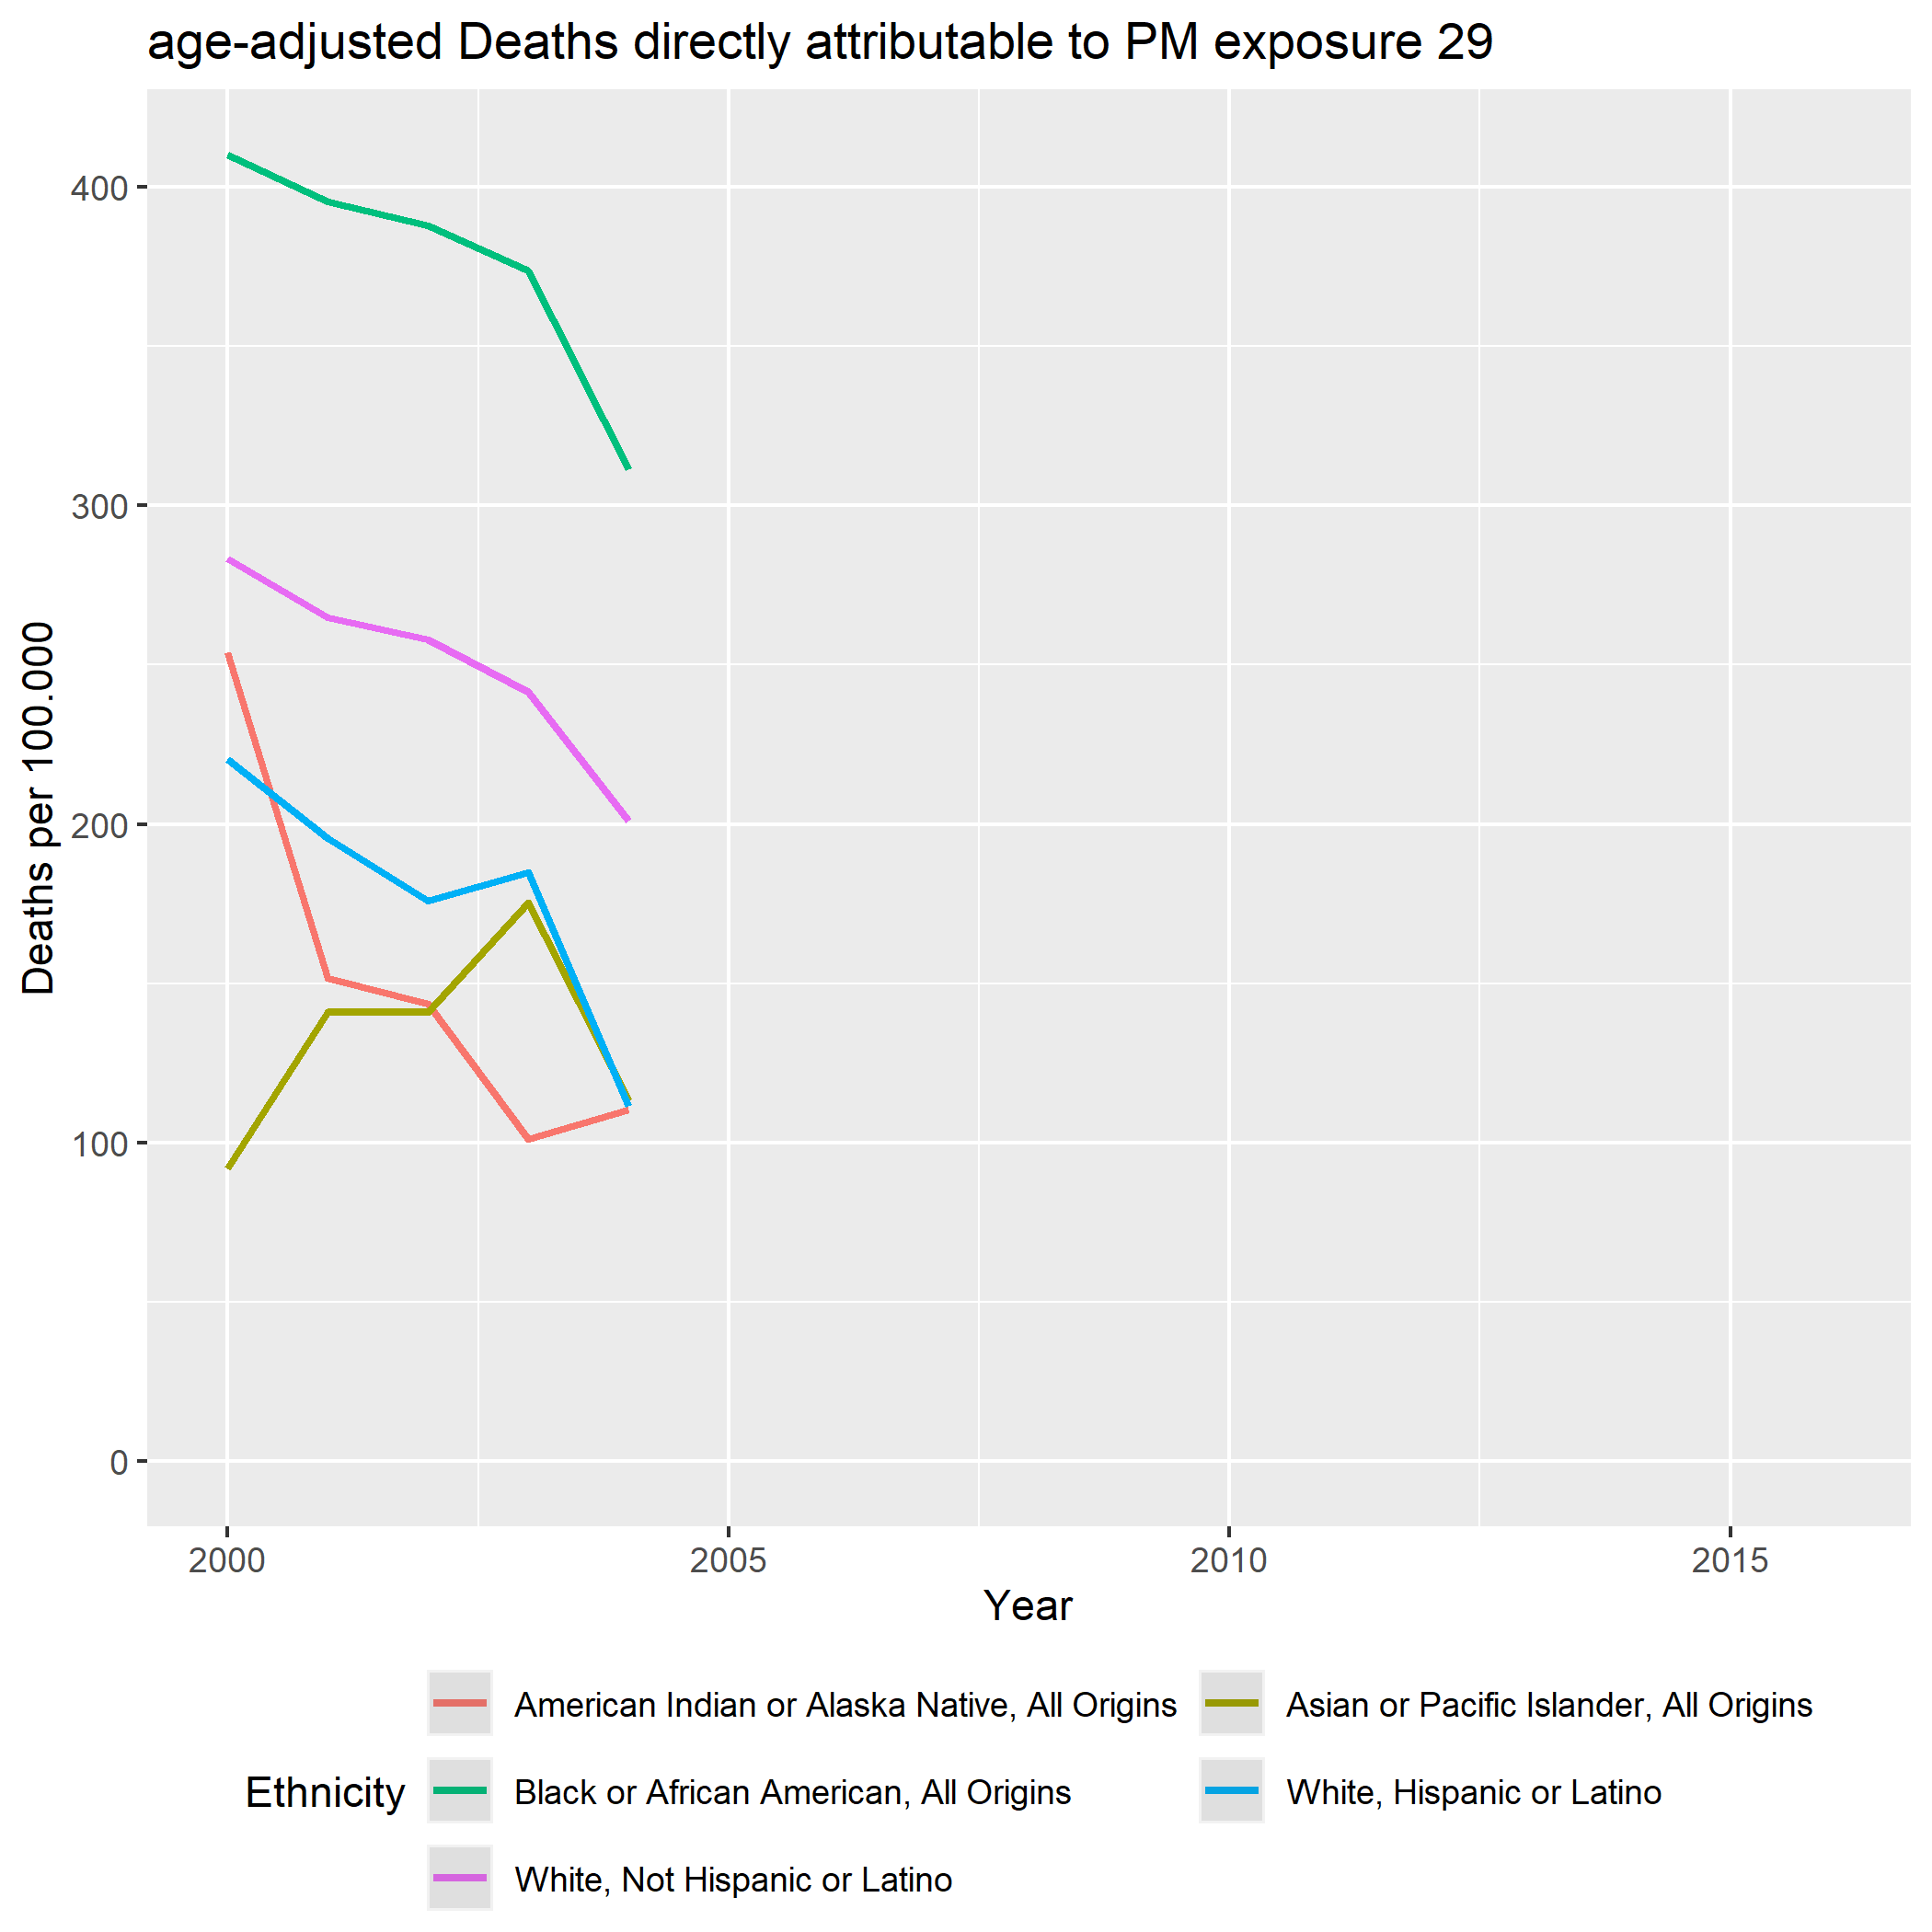 age-adjusted Deaths directly attributable to PM exposure 29
Deaths per 100.000
400
300
200
100
0
2000 2005 2010 2015
Year
Ethnicity
American Indian or Alaska Native, All Origins
Asian or Pacific Islander, All Origins
Black or African American, All Origins
White, Hispanic or Latino
White, Not Hispanic or Latino